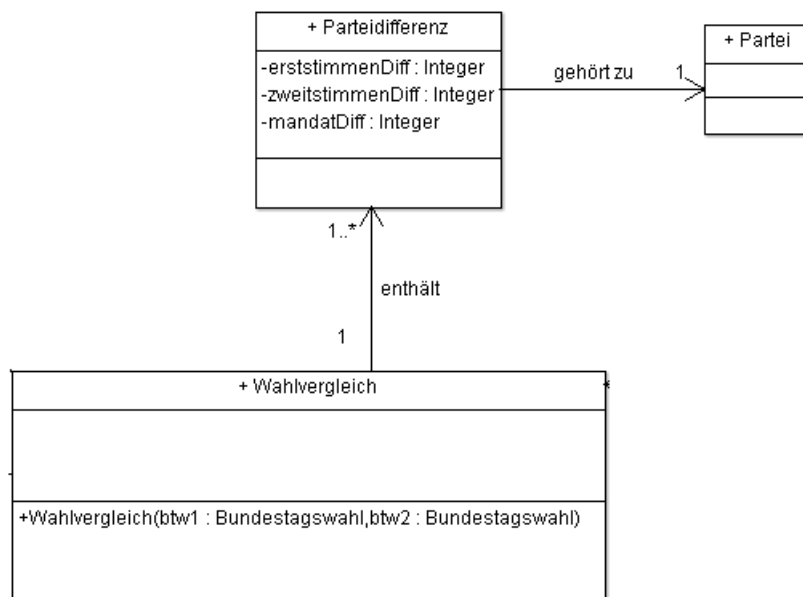 + Parteidifferenz
-erststimmenDiff : Integer
-zweitstimmenDiff : Integer
-mandatDiff : Integer
gehört zu
1
+ Partei
1..*
enthält
1
+ Wahlvergleich
*
+Wahlvergleich(btw1 : Bundestagswahl,btw2 : Bundestagswahl)